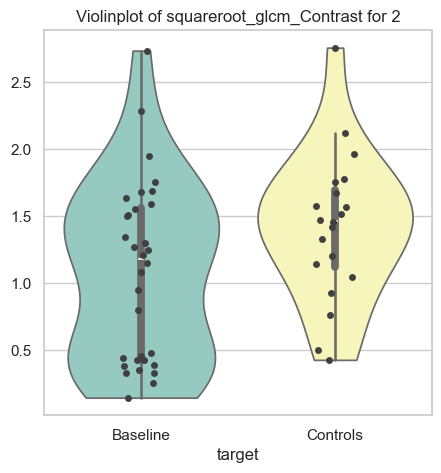 Violinplot of squareroot_glcm_Contrast for 2
2.5
2.0
1.5
1.0
0.5
Baseline Controls
target